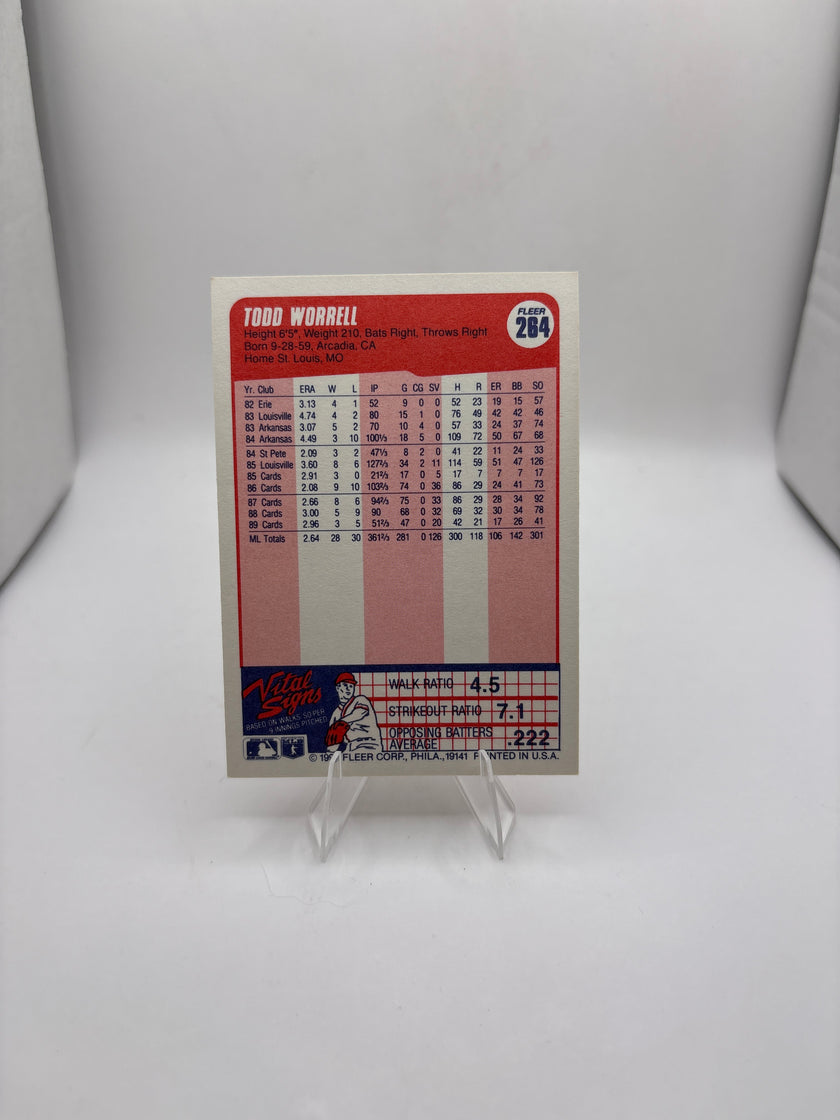 TODD WORRELL
FLEER
264
Height 6'5", Weight 210, Bats Right, Throws Right
Born 9-28-59, Arcadia, CA
Home St. Louis, MO
Yr. Club ERA W L IP G CG SV H R ER BB SO
82 Erie 3.13 4 1 52 9 0 0 52 23 19 15 57
83 Louisville 4.74 4 2 80 15 1 0 76 49 42 42 46
83 Arkansas 3.07 5 2 70 10 4 0 57 33 24 37 74
84 Arkansas 4.49 3 10 100⅓ 18 5 0 109 72 50 67 68
84 St Pete 2.09 3 2 47⅓ 8 2 0 41 22 11 24 33
85 Louisville 3.60 8 6 127⅔ 34 2 11 114 59 51 47 126
85 Cards 2.91 3 0 21⅔ 17 0 5 17 7 7 7 17
86 Cards 2.08 9 10 103⅔ 74 0 36 86 29 24 41 73
87 Cards 2.66 8 6 94⅔ 75 0 33 86 29 28 34 92
88 Cards 3.00 5 9 90 68 0 32 69 32 30 34 78
89 Cards 2.96 3 5 51⅔ 47 0 20 42 21 17 26 41
ML Totals 2.64 28 30 361⅔ 281 0 126 300 118 106 142 301
Vital Signs
BASED ON WALKS, SO PER
9 INNINGS PITCHED
WALK RATIO 4.5
STRIKEOUT RATIO 7.1
OPPOSING BATTERS
AVERAGE .222
© FLEER CORP., PHILA., 19141 PRINTED IN U.S.A.